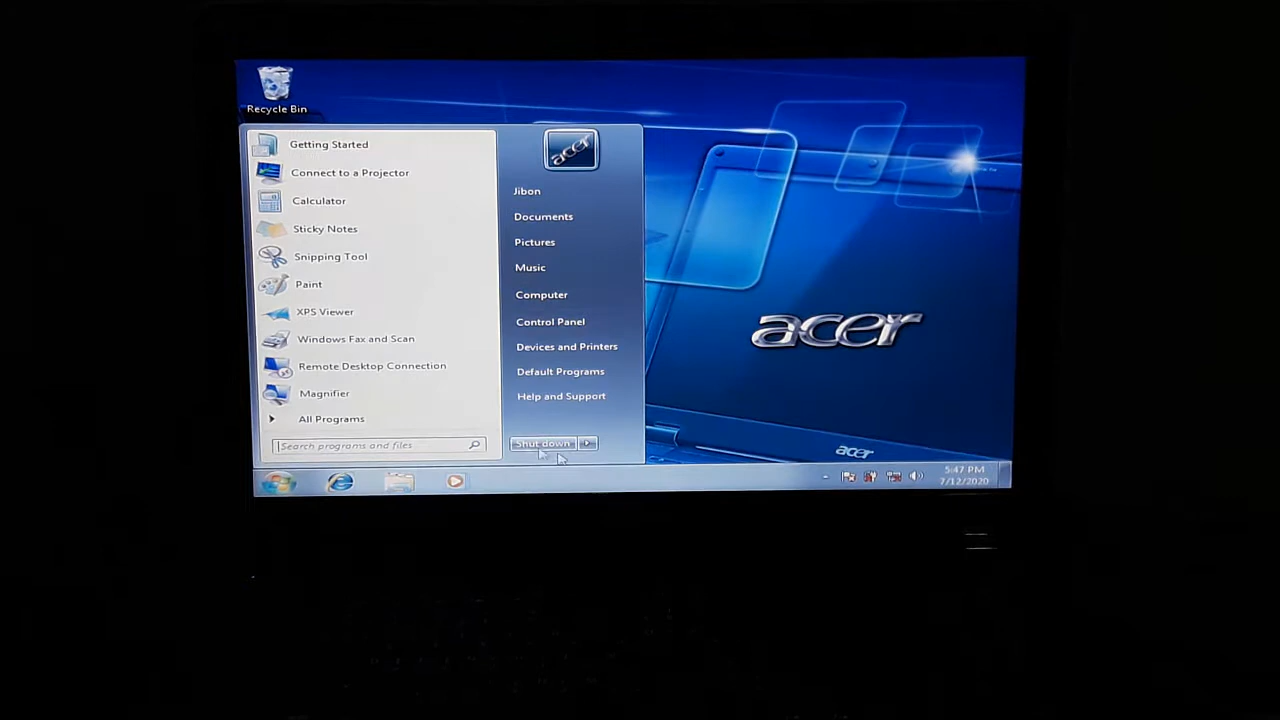 Recycle Bin
Getting Started
Connect to a Projector
Calculator
Sticky Notes
Snipping Tool
Paint
XPS Viewer
Windows Fax and Scan
Remote Desktop Connection
Magnifier
All Programs
Search programs and files
acer
Jibon
Documents
Pictures
Music
Computer
Control Panel
Devices and Printers
Default Programs
Help and Support
Shut down
acer
acer
5:47 PM
7/12/2020